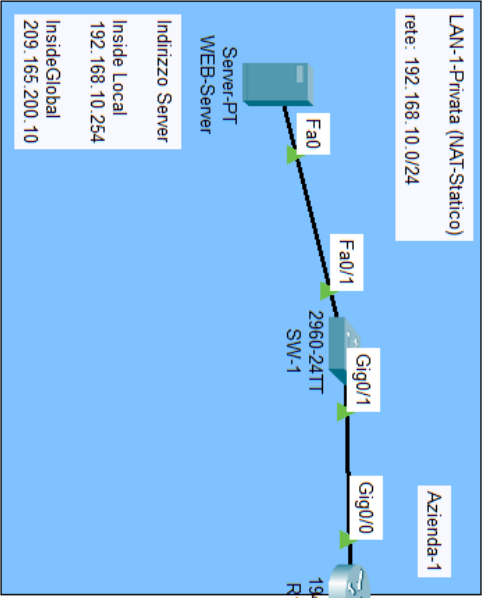 LAN-1-Privata (NAT-Statico)
rete: 192.168.10.0/24
Azienda-1
Fa0
Fa0/1
Gig0/1
Gig0/0
Server-PT
WEB-Server
2960-24TT
SW-1
Indirizzo Server
Inside Local
192.168.10.254
InsideGlobal
209.165.200.10